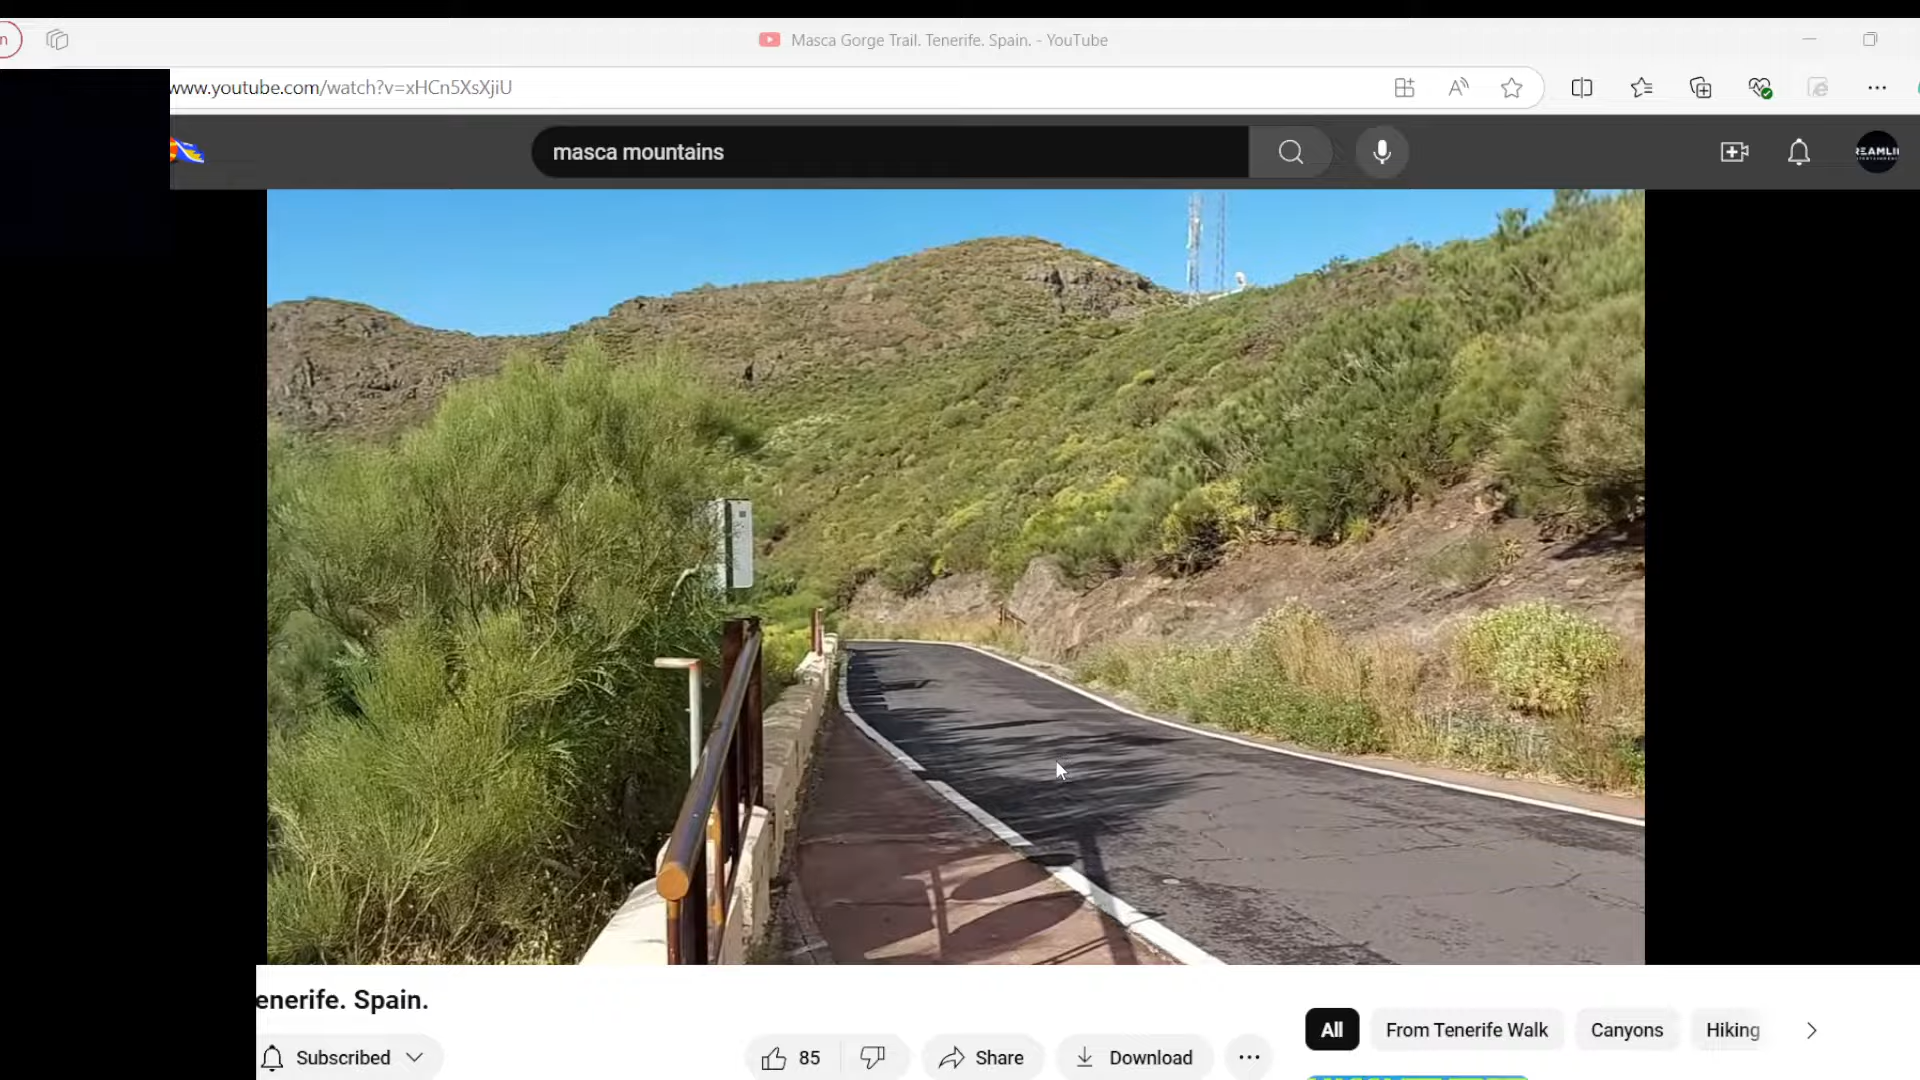 Masca Gorge Trail. Tenerife. Spain. - YouTube
www.youtube.com/watch?v=xHCn5XsXjiU
masca mountains
enerife. Spain.
Subscribed
85
Share
Download
All
From Tenerife Walk
Canyons
Hiking